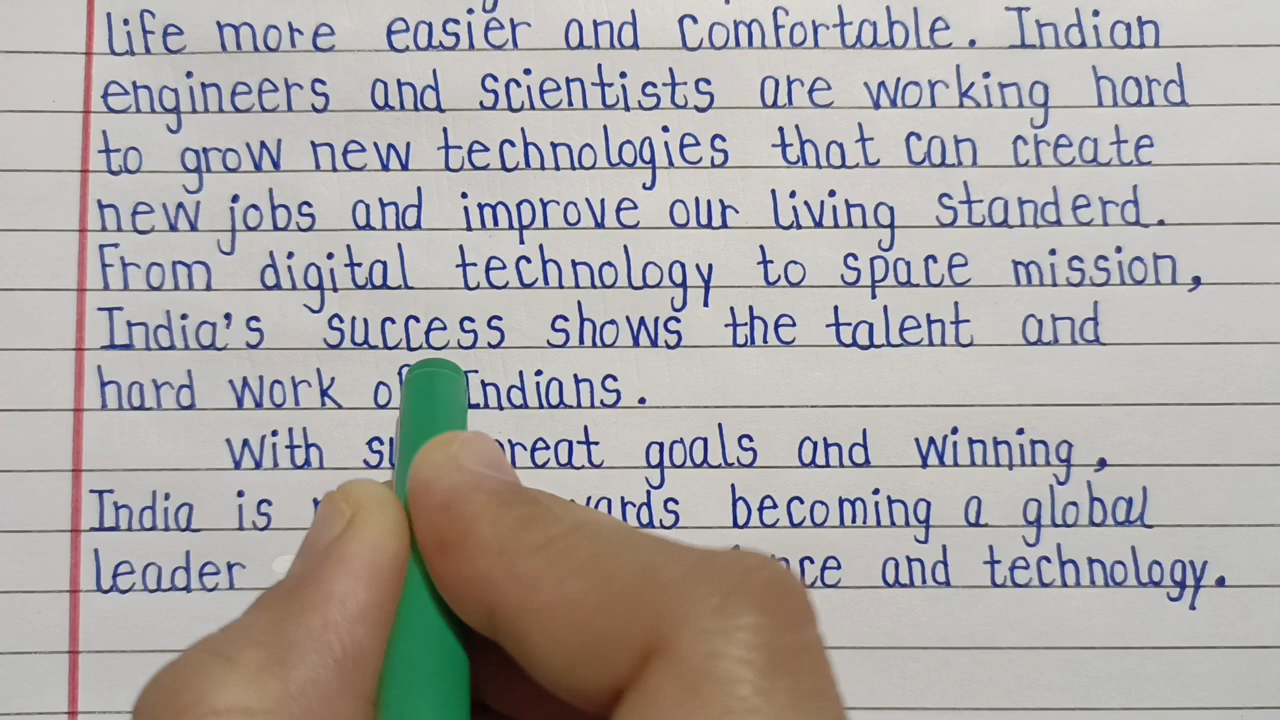 life more easier and comfortable. Indian
engineers and scientists are working hard
to grow new technologies that can create
new jobs and improve our living standerd.
From digital technology to space mission,
India's success shows the talent and
hard work of Indians.
With goals and winning,
India is becoming a global
leader and technology.